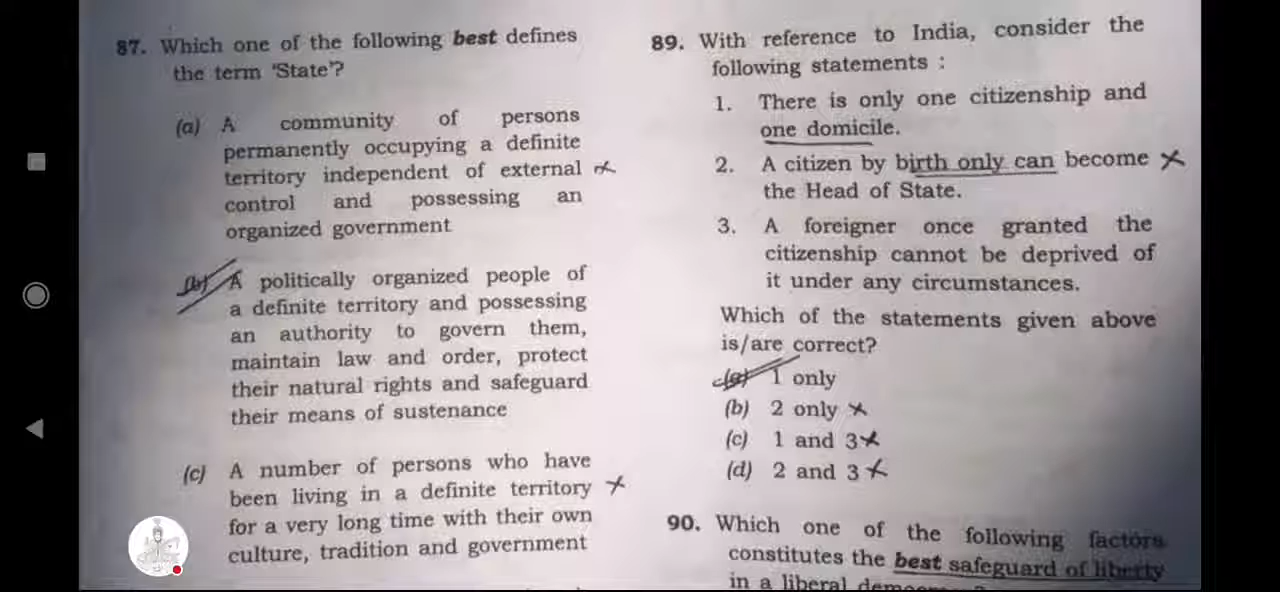 87. Which one of the following best defines
the term 'State'?
(a) A community of persons
permanently occupying a definite
territory independent of external
control and possessing an
organized government
(b) A politically organized people of
a definite territory and possessing
an authority to govern them,
maintain law and order, protect
their natural rights and safeguard
their means of sustenance
(c) A number of persons who have
been living in a definite territory
for a very long time with their own
culture, tradition and government
89. With reference to India, consider the
following statements :
1. There is only one citizenship and
one domicile.
2. A citizen by birth only can become
the Head of State.
3. A foreigner once granted the
citizenship cannot be deprived of
it under any circumstances.
Which of the statements given above
is/are correct?
(a) 1 only
(b) 2 only
(c) 1 and 3
(d) 2 and 3
90. Which one of the following factors
constitutes the best safeguard of liberty
in a liberal